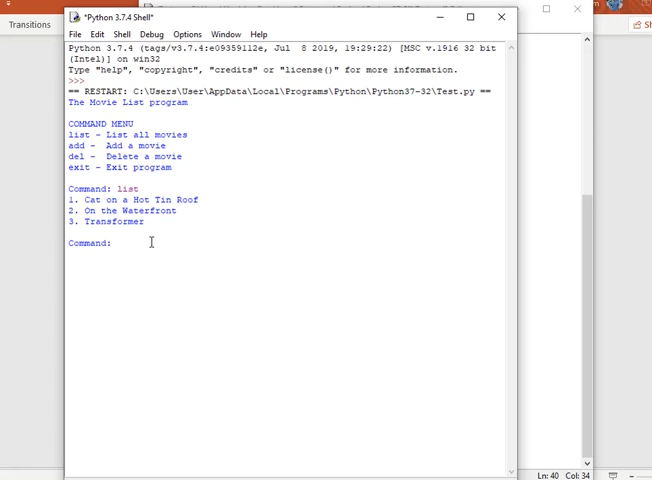 *Python 3.7.4 Shell*
File Edit Shell Debug Options Window Help
Transitions
Python 3.7.4 (tags/v3.7.4:e09359112e, Jul 8 2019, 19:29:22) [MSC v.1916 32 bit
(Intel)] on win32
Type "help", "copyright", "credits" or "license()" for more information.
>>>
== RESTART: C:\Users\User\AppData\Local\Programs\Python\Python37-32\Test.py ==
The Movie List program
COMMAND MENU
list - List all movies
add - Add a movie
del - Delete a movie
exit - Exit program
Command: list
1. Cat on a Hot Tin Roof
2. On the Waterfront
3. Transformer
Command:
Ln: 40 Col: 34